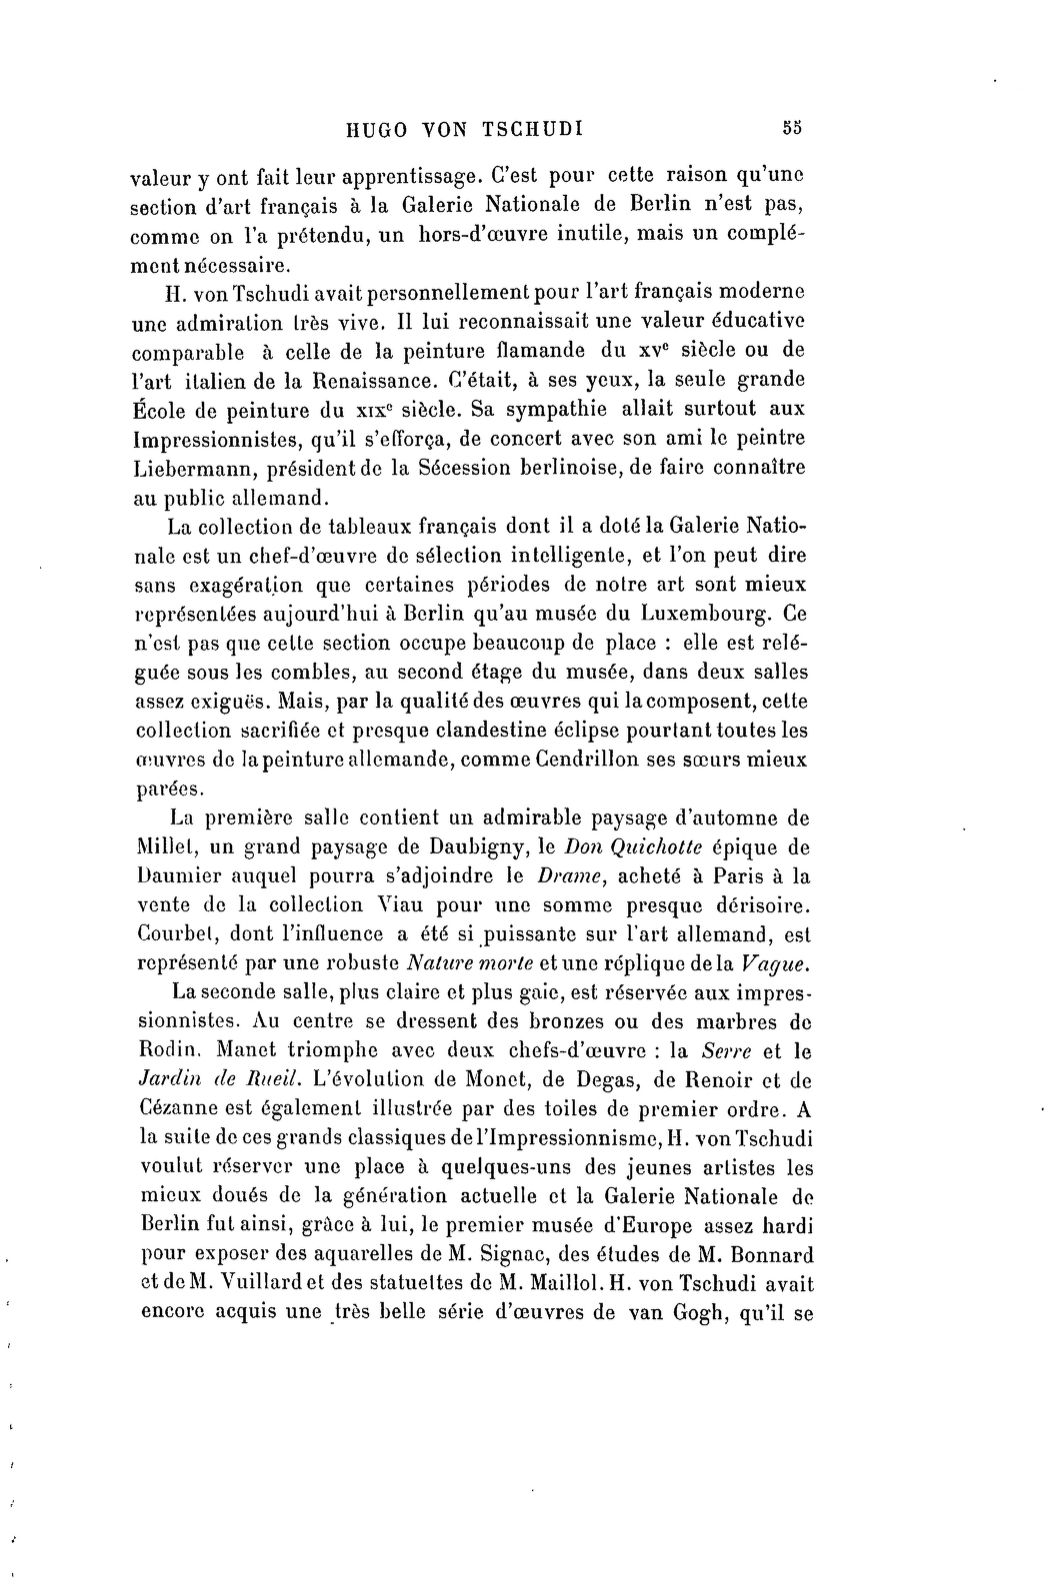 HUGO VON TSCHUDI 55
valeur y ont fait leur apprentissage. C'est pour cette raison qu'une
section d'art français à la Galerie Nationale de Berlin n'est pas,
comme on l'a prétendu, un hors-d'œuvre inutile, mais un complé-
ment nécessaire.
H. von Tschudi avait personnellement pour l'art français moderne
une admiration très vive. Il lui reconnaissait une valeur éducative
comparable à celle de la peinture flamande du XVe siècle ou de
l'art italien de la Renaissance. C'était, à ses yeux, la seule grande
École de peinture du XIXe siècle. Sa sympathie allait surtout aux
Impressionnistes, qu'il s'efforça, de concert avec son ami le peintre
Liebermann, président de la Sécession berlinoise, de faire connaître
au public allemand.
La collection de tableaux français dont il a doté la Galerie Natio-
nale est un chef-d'œuvre de sélection intelligente, et l'on peut dire
sans exagération que certaines périodes de notre art sont mieux
représentées aujourd'hui à Berlin qu'au musée du Luxembourg. Ce
n'est pas que cette section occupe beaucoup de place : elle est relé-
guée sous les combles, au second étage du musée, dans deux salles
assez exiguës. Mais, par la qualité des œuvres qui la composent, cette
collection sacrifiée et presque clandestine éclipse pourtant toutes les
œuvres de la peinture allemande, comme Cendrillon ses sœurs mieux
parées.
La première salle contient un admirable paysage d'automne de
Millet, un grand paysage de Daubigny, le Don Quichotte épique de
Daumier auquel pourra s'adjoindre le Drame, acheté à Paris à la
vente de la collection Viau pour une somme presque dérisoire.
Courbet, dont l'influence a été si puissante sur l'art allemand, est
représenté par une robuste Nature morte et une réplique de la Vague.
La seconde salle, plus claire et plus gaie, est réservée aux impres-
sionnistes. Au centre se dressent des bronzes ou des marbres de
Rodin. Manet triomphe avec deux chefs-d'œuvre : la Serre et le
Jardin de Rueil. L'évolution de Monet, de Degas, de Renoir et de
Cézanne est également illustrée par des toiles de premier ordre. A
la suite de ces grands classiques de l'Impressionnisme, H. von Tschudi
voulut réserver une place à quelques-uns des jeunes artistes les
mieux doués de la génération actuelle et la Galerie Nationale de
Berlin fut ainsi, grâce à lui, le premier musée d'Europe assez hardi
pour exposer des aquarelles de M. Signac, des études de M. Bonnard
et de M. Vuillard et des statuettes de M. Maillol. H. von Tschudi avait
encore acquis une très belle série d'œuvres de van Gogh, qu'il se